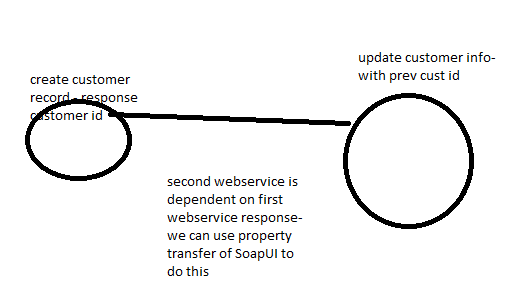 create customer
record - response
customer id
update customer info-
with prev cust id
second webservice is
dependent on first
webservice response-
we can use property
transfer of SoapUI to
do this